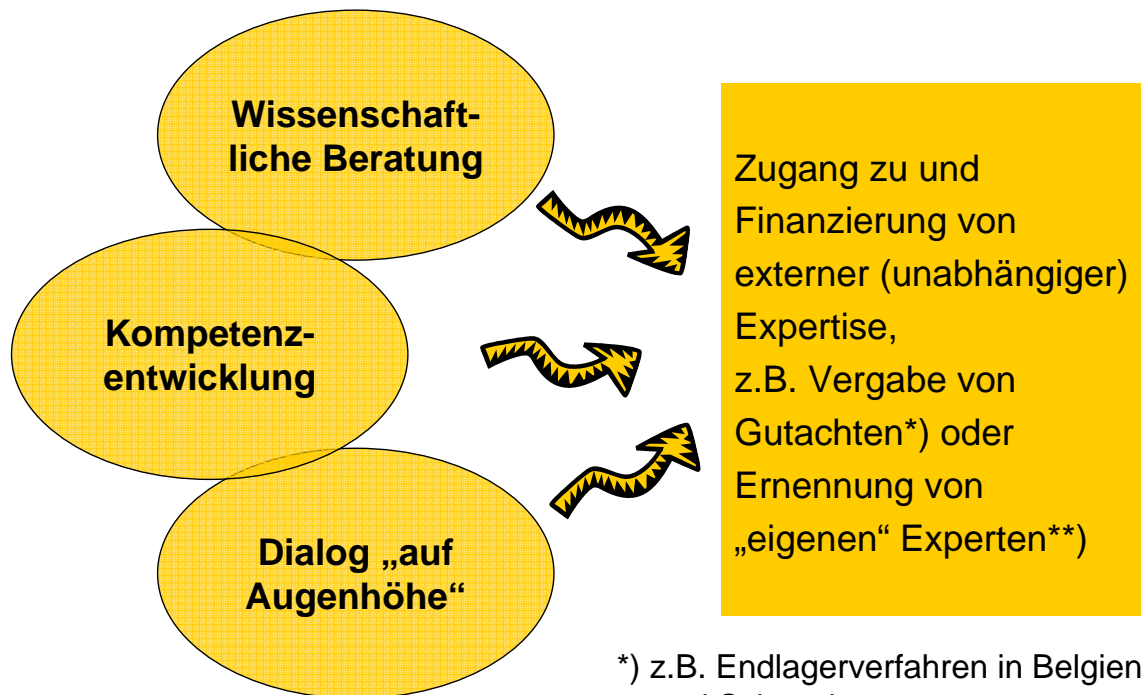 Wissenschaft-
liche Beratung
Kompetenz-
entwicklung
Dialog „auf
Augenhöhe“
Zugang zu und
Finanzierung von
externer (unabhängiger)
Expertise,
z.B. Vergabe von
Gutachten*) oder
Ernennung von
„eigenen“ Experten**)
*) z.B. Endlagerverfahren in Belgien